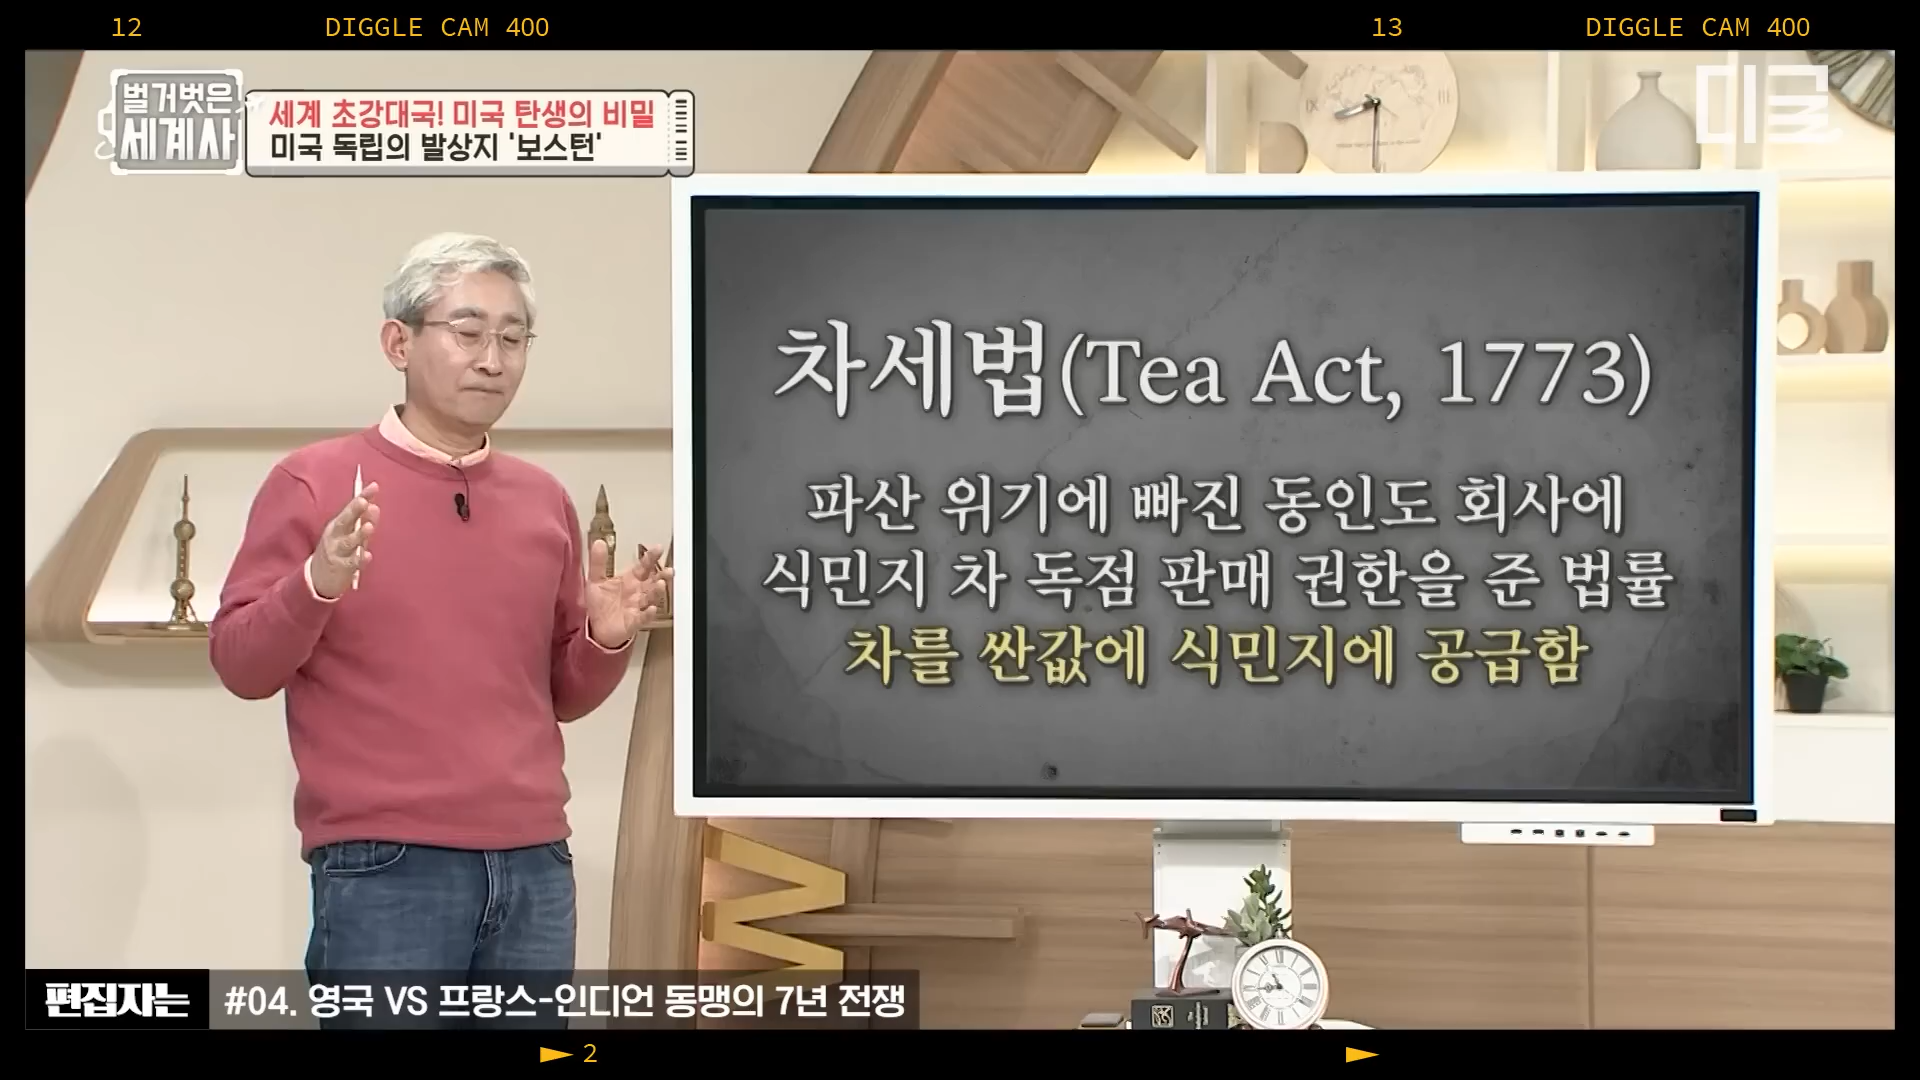 12 DIGGLE CAM 400 13 DIGGLE CAM 400
벌거벗은
세계사
세계 초강대국! 미국 탄생의 비밀
미국 독립의 발상지 '보스턴'
미글
차세법(Tea Act, 1773)
파산 위기에 빠진 동인도 회사에
식민지 차 독점 판매 권한을 준 법률
차를 싼값에 식민지에 공급함
편집자는
#04. 영국 VS 프랑스-인디언 동맹의 7년 전쟁
2